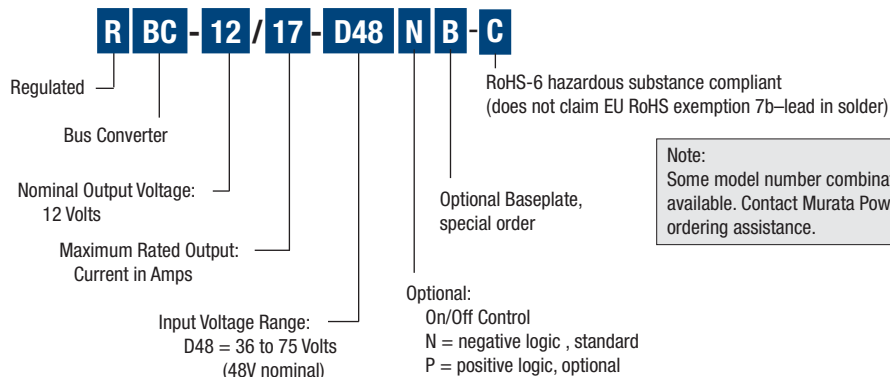 R BC - 12 / 17 - D48 N B - C
Regulated
Bus Converter
Nominal Output Voltage:
12 Volts
Maximum Rated Output:
Current in Amps
Input Voltage Range:
D48 = 36 to 75 Volts
(48V nominal)
Optional:
On/Off Control
N = negative logic , standard
P = positive logic, optional
Optional Baseplate,
special order
RoHS-6 hazardous substance compliant
(does not claim EU RoHS exemption 7b–lead in solder)
Note:
Some model number
available. Contact Murata
ordering assistance.